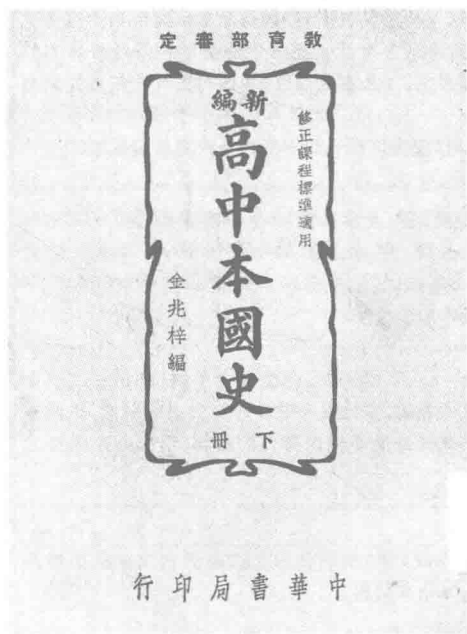 教育部審定
修正課程標準適用
新編
高中本國史
下冊
金兆梓編
中華書局印行